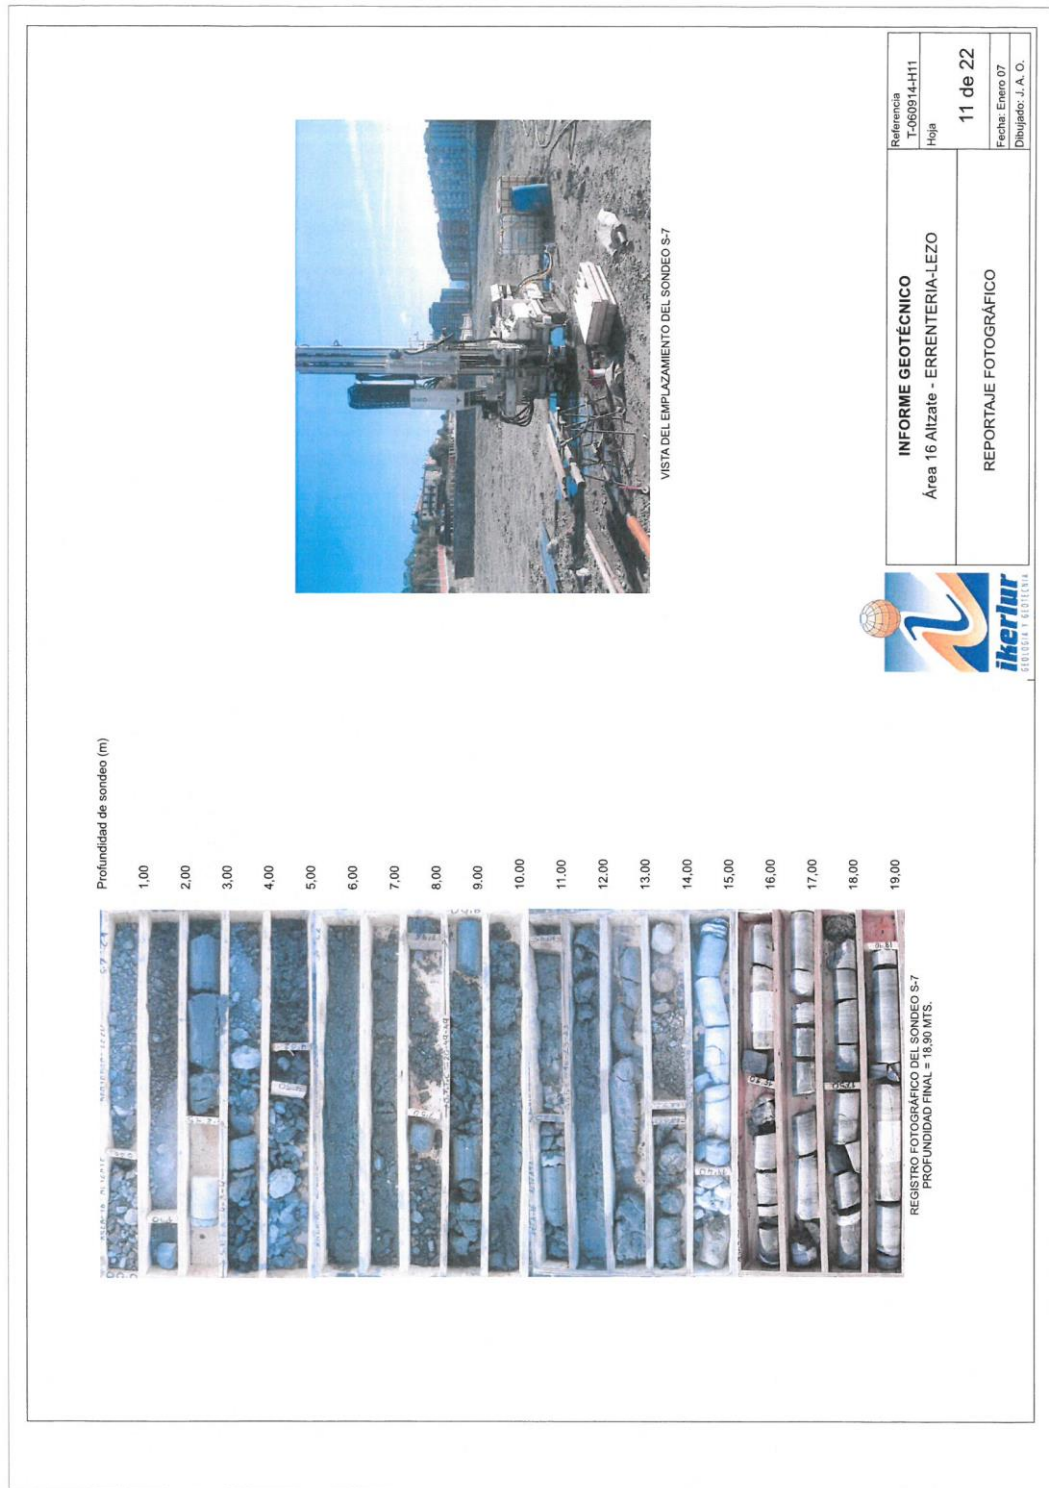 Profundidad de sondeo (m)
1,00
2,00
3,00
4,00
5,00
6,00
7,00
8,00
9,00
10,00
11,00
12,00
13,00
14,00
15,00
16,00
17,00
18,00
19,00
REGISTRO FOTOGRÁFICO DEL SONDEO S-7
PROFUNDIDAD FINAL = 18,90 MTS.
VISTA DEL EMPLAZAMIENTO DEL SONDEO S-7
ikerlur
GEOLOGIA Y GEOTECNIA
INFORME GEOTÉCNICO
Área 16 Altzate - ERRENTERIA-LEZO
REPORTAJE FOTOGRÁFICO
Referencia
T-060914-H11
Hoja
11 de 22
Fecha: Enero 07
Dibujado: J. A. O.